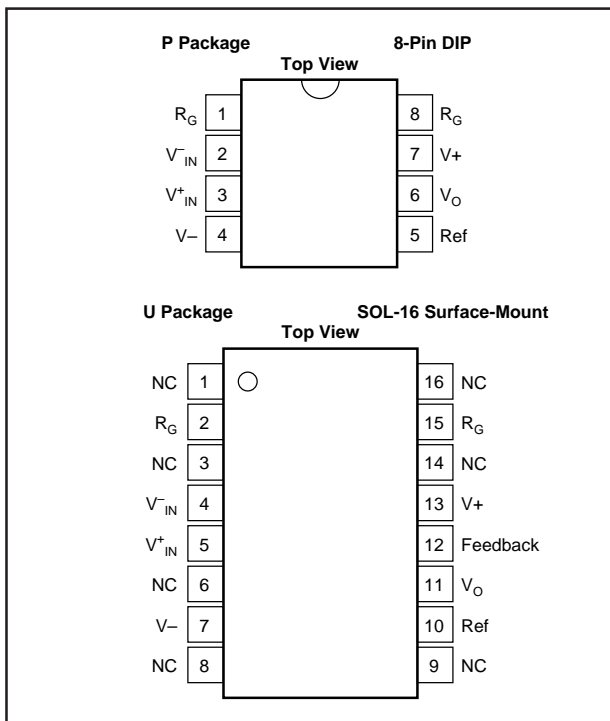 P Package 8-Pin DIP
Top View
R_G 1 8 R_G
V⁻_IN 2 7 V+
V⁺_IN 3 6 V_O
V– 4 5 Ref
U Package SOL-16 Surface-Mount
Top View
NC 1 16 NC
R_G 2 15 R_G
NC 3 14 NC
V⁻_IN 4 13 V+
V⁺_IN 5 12 Feedback
NC 6 11 V_O
V– 7 10 Ref
NC 8 9 NC